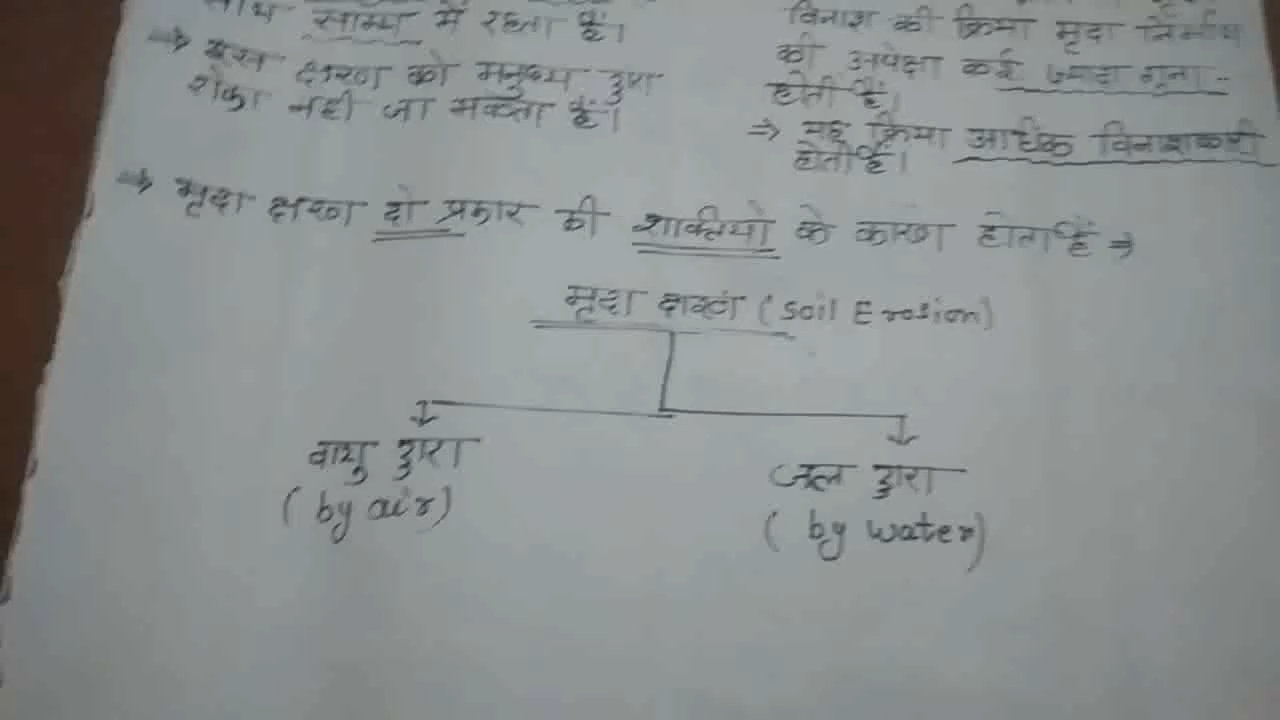 साथ साम्य में रहता हैं।
⇒ इस क्षरण को मनुष्य द्वारा
रोका नही जा सकता हैं।
विनाश की क्रिया मृदा निर्माण
की अपेक्षा कई ज्यादा गुना
होती हैं।
⇒ यह क्रिया अधिक विनाशकारी
होती हैं।
⇒ मृदा क्षरण दो प्रकार की शक्तियो के कारण होता हैं ⇒
मृदा क्षरण (Soil Erosion)
वायु द्वारा
(by air)
जल द्वारा
(by water)